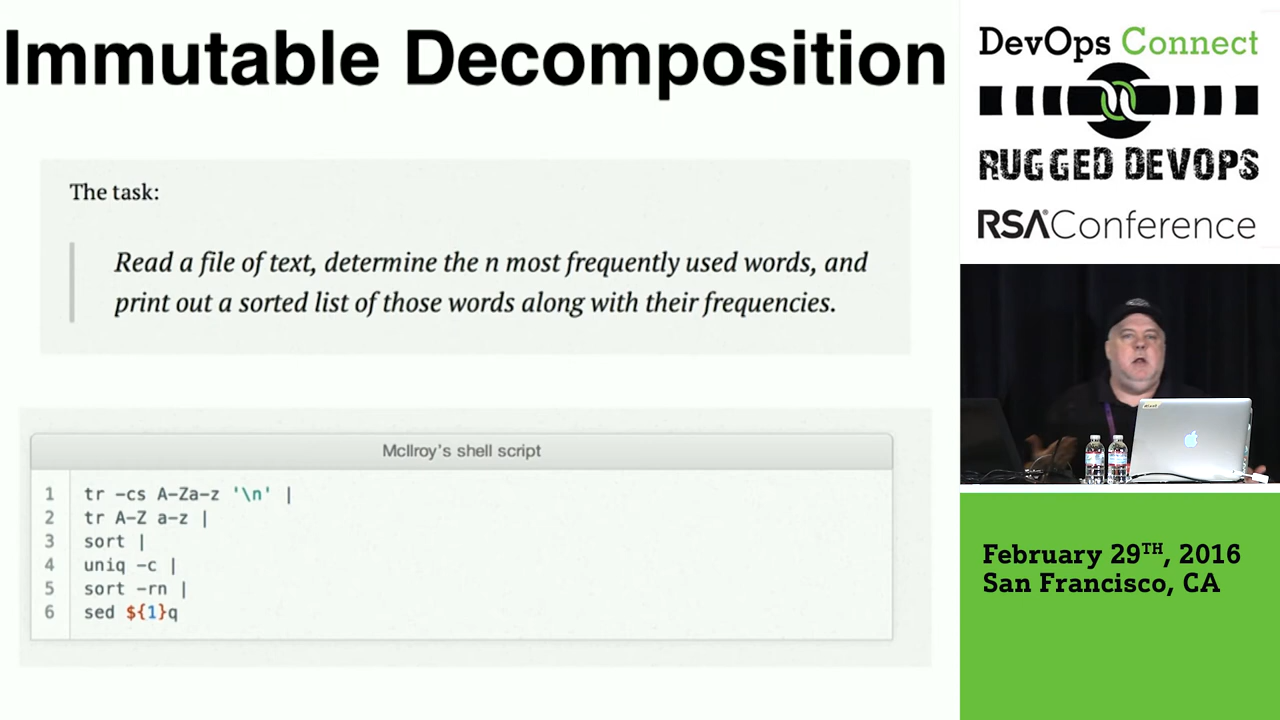 Immutable Decomposition
The task:
Read a file of text, determine the n most frequently used words, and
print out a sorted list of those words along with their frequencies.
McIlroy's shell script
1 tr -cs A-Za-z '\n' |
2 tr A-Z a-z |
3 sort |
4 uniq -c |
5 sort -rn |
6 sed ${1}q
DevOps Connect
RUGGED DEVOPS
RSA®Conference
February 29TH, 2016
San Francisco, CA